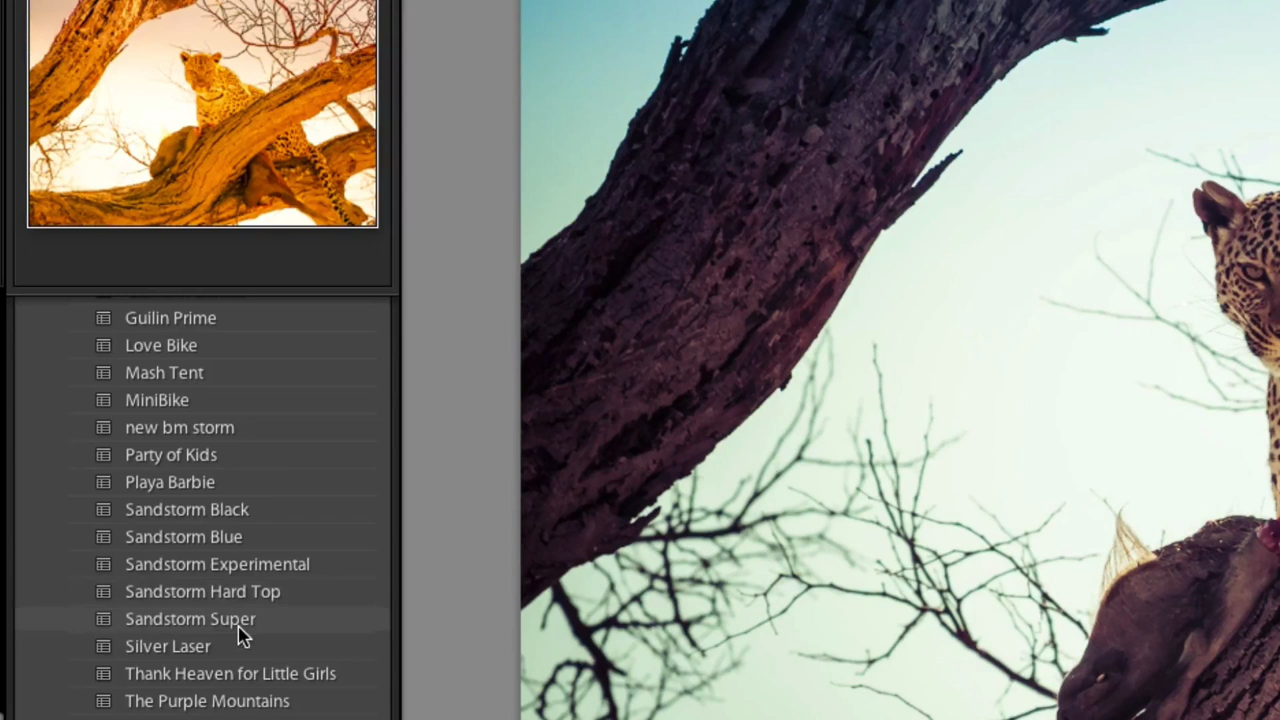 Guilin Prime
Love Bike
Mash Tent
MiniBike
new bm storm
Party of Kids
Playa Barbie
Sandstorm Black
Sandstorm Blue
Sandstorm Experimental
Sandstorm Hard Top
Sandstorm Super
Silver Laser
Thank Heaven for Little Girls
The Purple Mountains